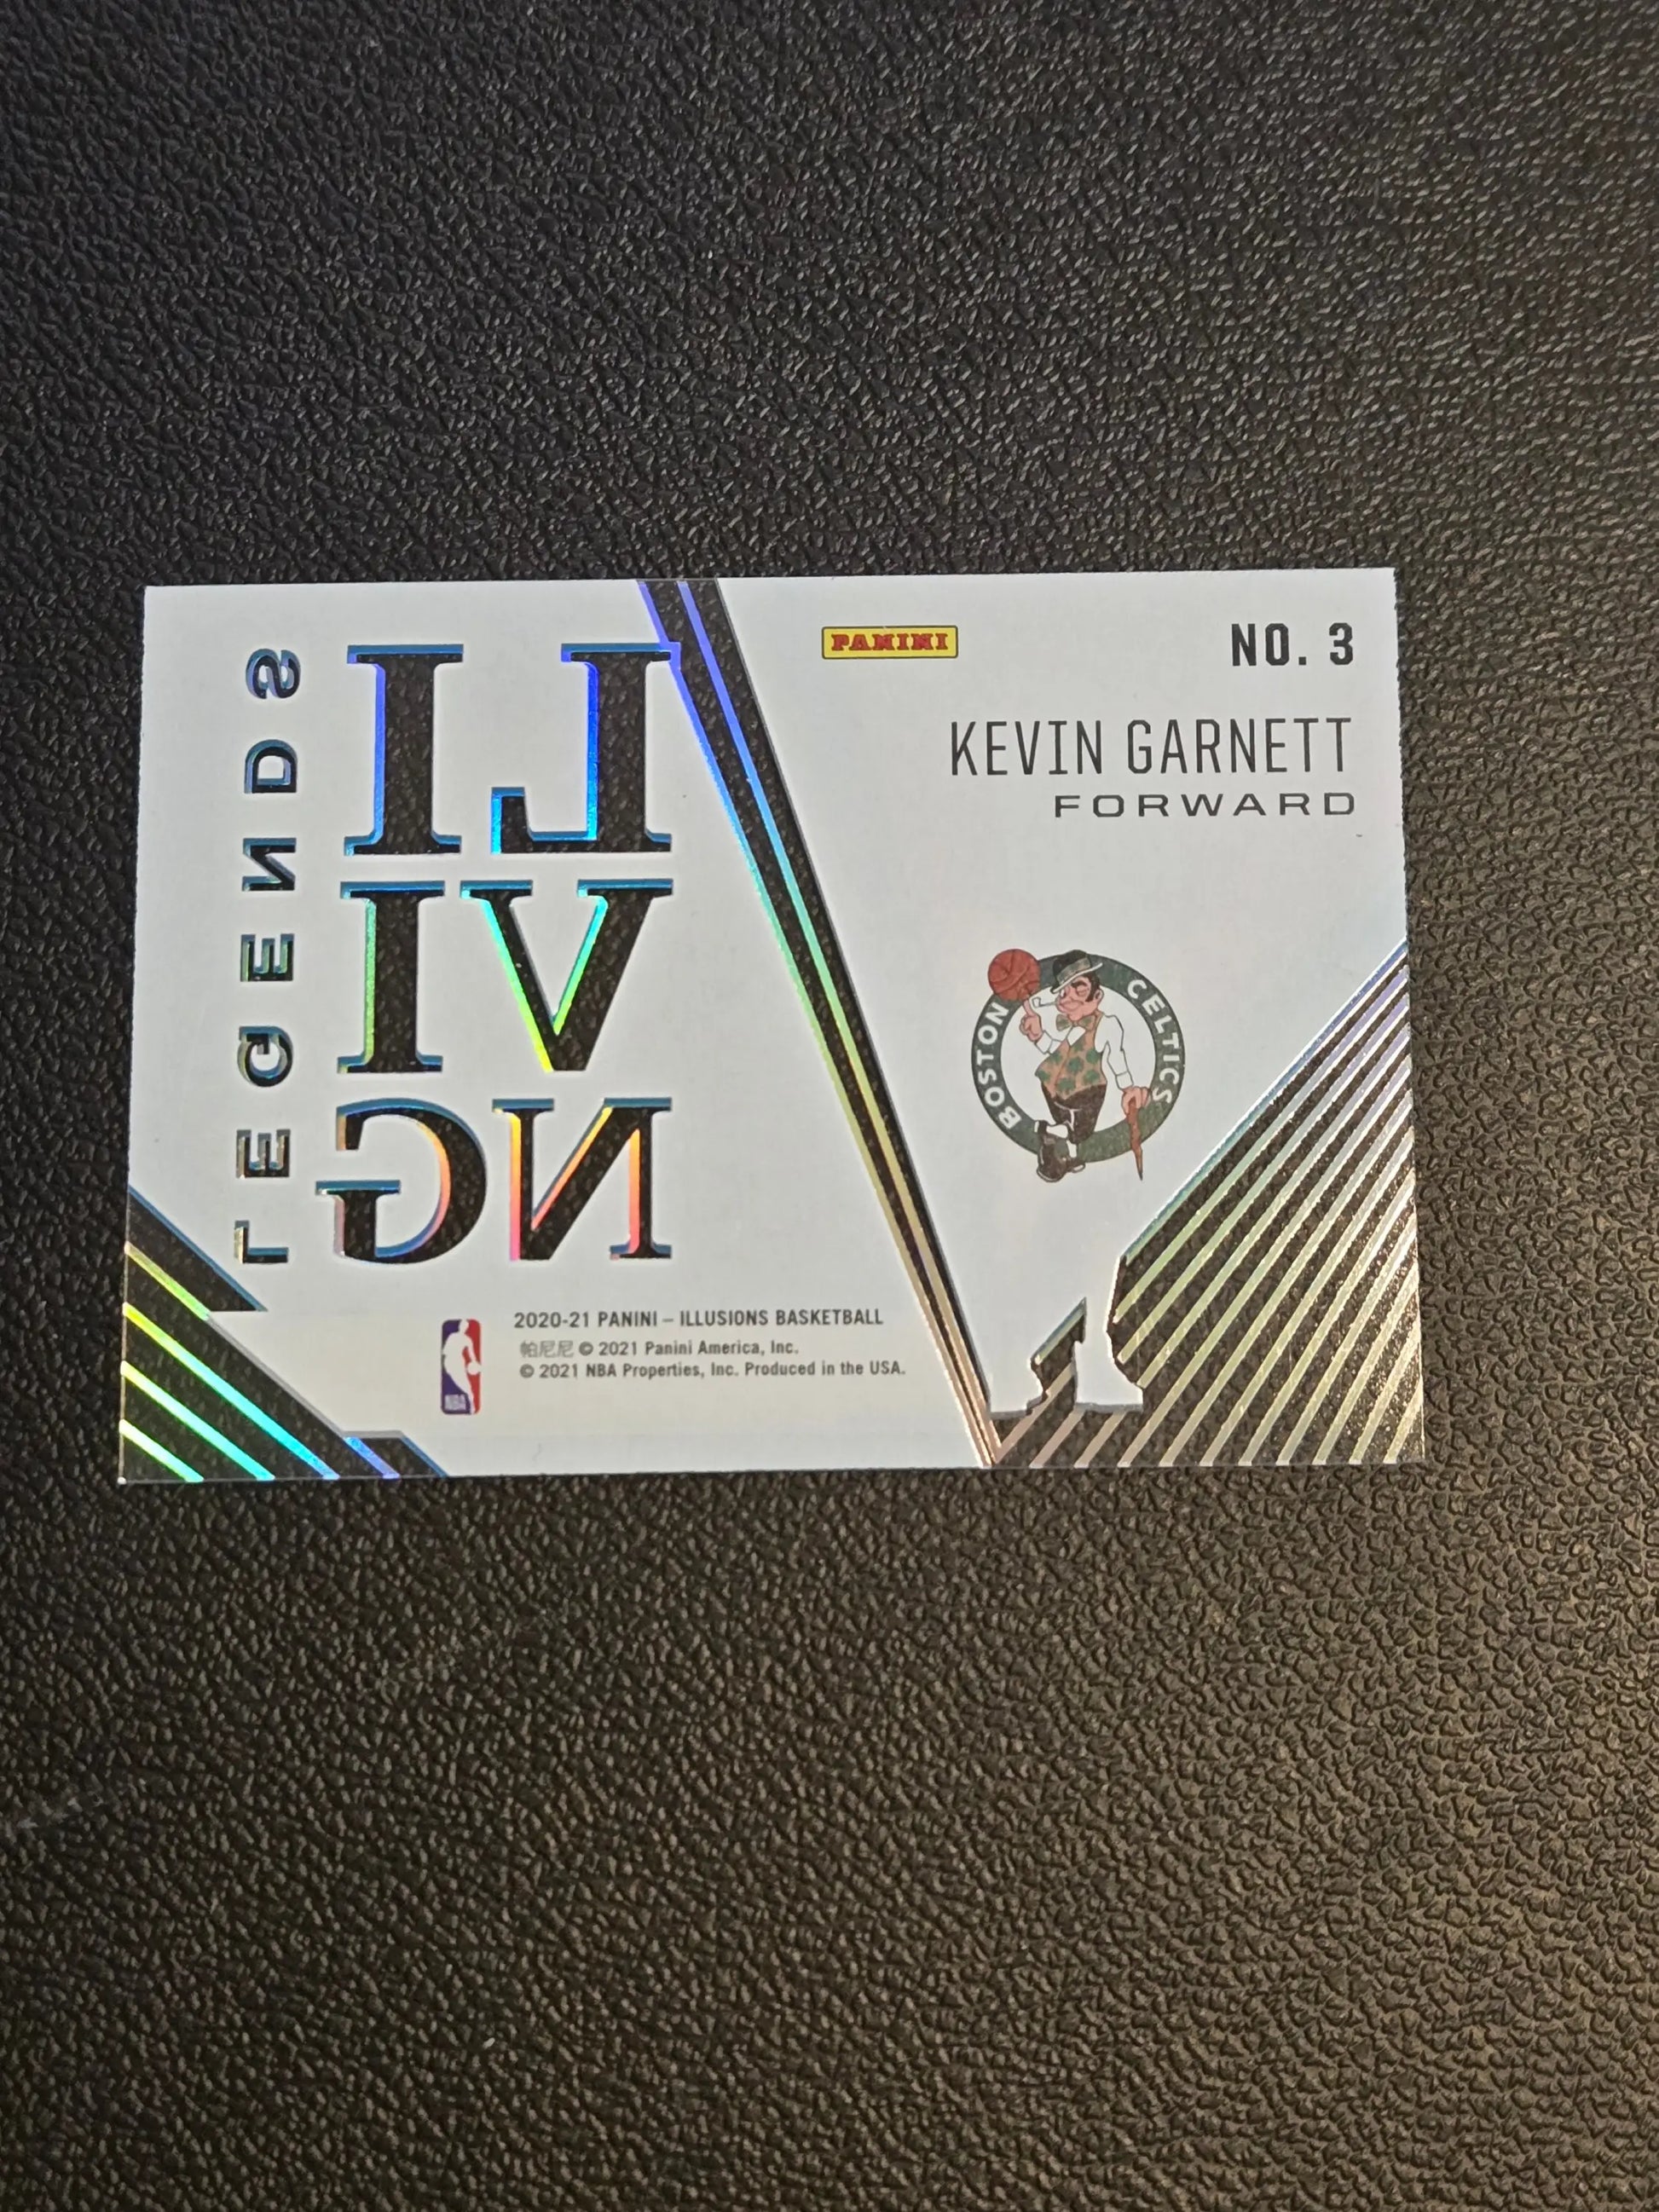 LI
VI
NG
LEGENDS
PANINI
NO. 3
KEVIN GARNETT
FORWARD
BOSTON CELTICS
NBA
2020-21 PANINI – ILLUSIONS BASKETBALL
帕尼尼 © 2021 Panini America, Inc.
© 2021 NBA Properties, Inc. Produced in the USA.